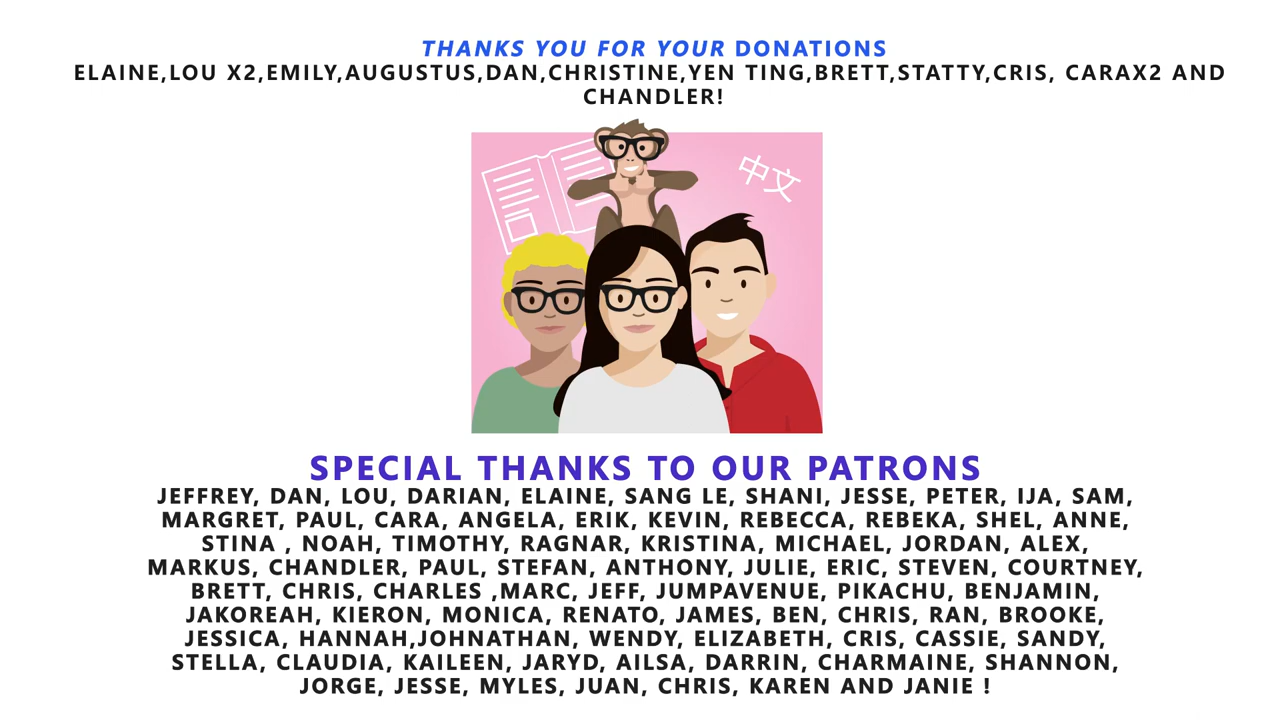 THANKS YOU FOR YOUR DONATIONS
ELAINE,LOU X2,EMILY,AUGUSTUS,DAN,CHRISTINE,YEN TING,BRETT,STATTY,CRIS, CARAX2 AND
CHANDLER!
中文
SPECIAL THANKS TO OUR PATRONS
JEFFREY, DAN, LOU, DARIAN, ELAINE, SANG LE, SHANI, JESSE, PETER, IJA, SAM,
MARGRET, PAUL, CARA, ANGELA, ERIK, KEVIN, REBECCA, REBEKA, SHEL, ANNE,
STINA , NOAH, TIMOTHY, RAGNAR, KRISTINA, MICHAEL, JORDAN, ALEX,
MARKUS, CHANDLER, PAUL, STEFAN, ANTHONY, JULIE, ERIC, STEVEN, COURTNEY,
BRETT, CHRIS, CHARLES ,MARC, JEFF, JUMPAVENUE, PIKACHU, BENJAMIN,
JAKOREAH, KIERON, MONICA, RENATO, JAMES, BEN, CHRIS, RAN, BROOKE,
JESSICA, HANNAH,JOHNATHAN, WENDY, ELIZABETH, CRIS, CASSIE, SANDY,
STELLA, CLAUDIA, KAILEEN, JARYD, AILSA, DARRIN, CHARMAINE, SHANNON,
JORGE, JESSE, MYLES, JUAN, CHRIS, KAREN AND JANIE !